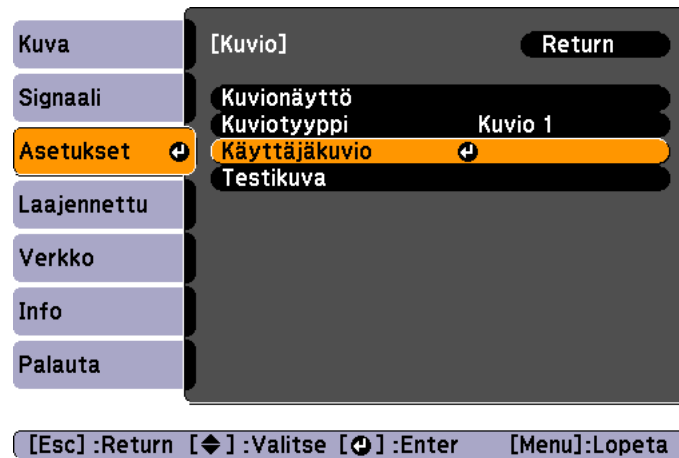 Kuva
Signaali
Asetukset
Laajennettu
Verkko
Info
Palauta
[Kuvio] Return
Kuvionäyttö
Kuviotyyppi Kuvio 1
Käyttäjäkuvio
Testikuva
[Esc] :Return [◆] :Valitse [⏎] :Enter [Menu]:Lopeta